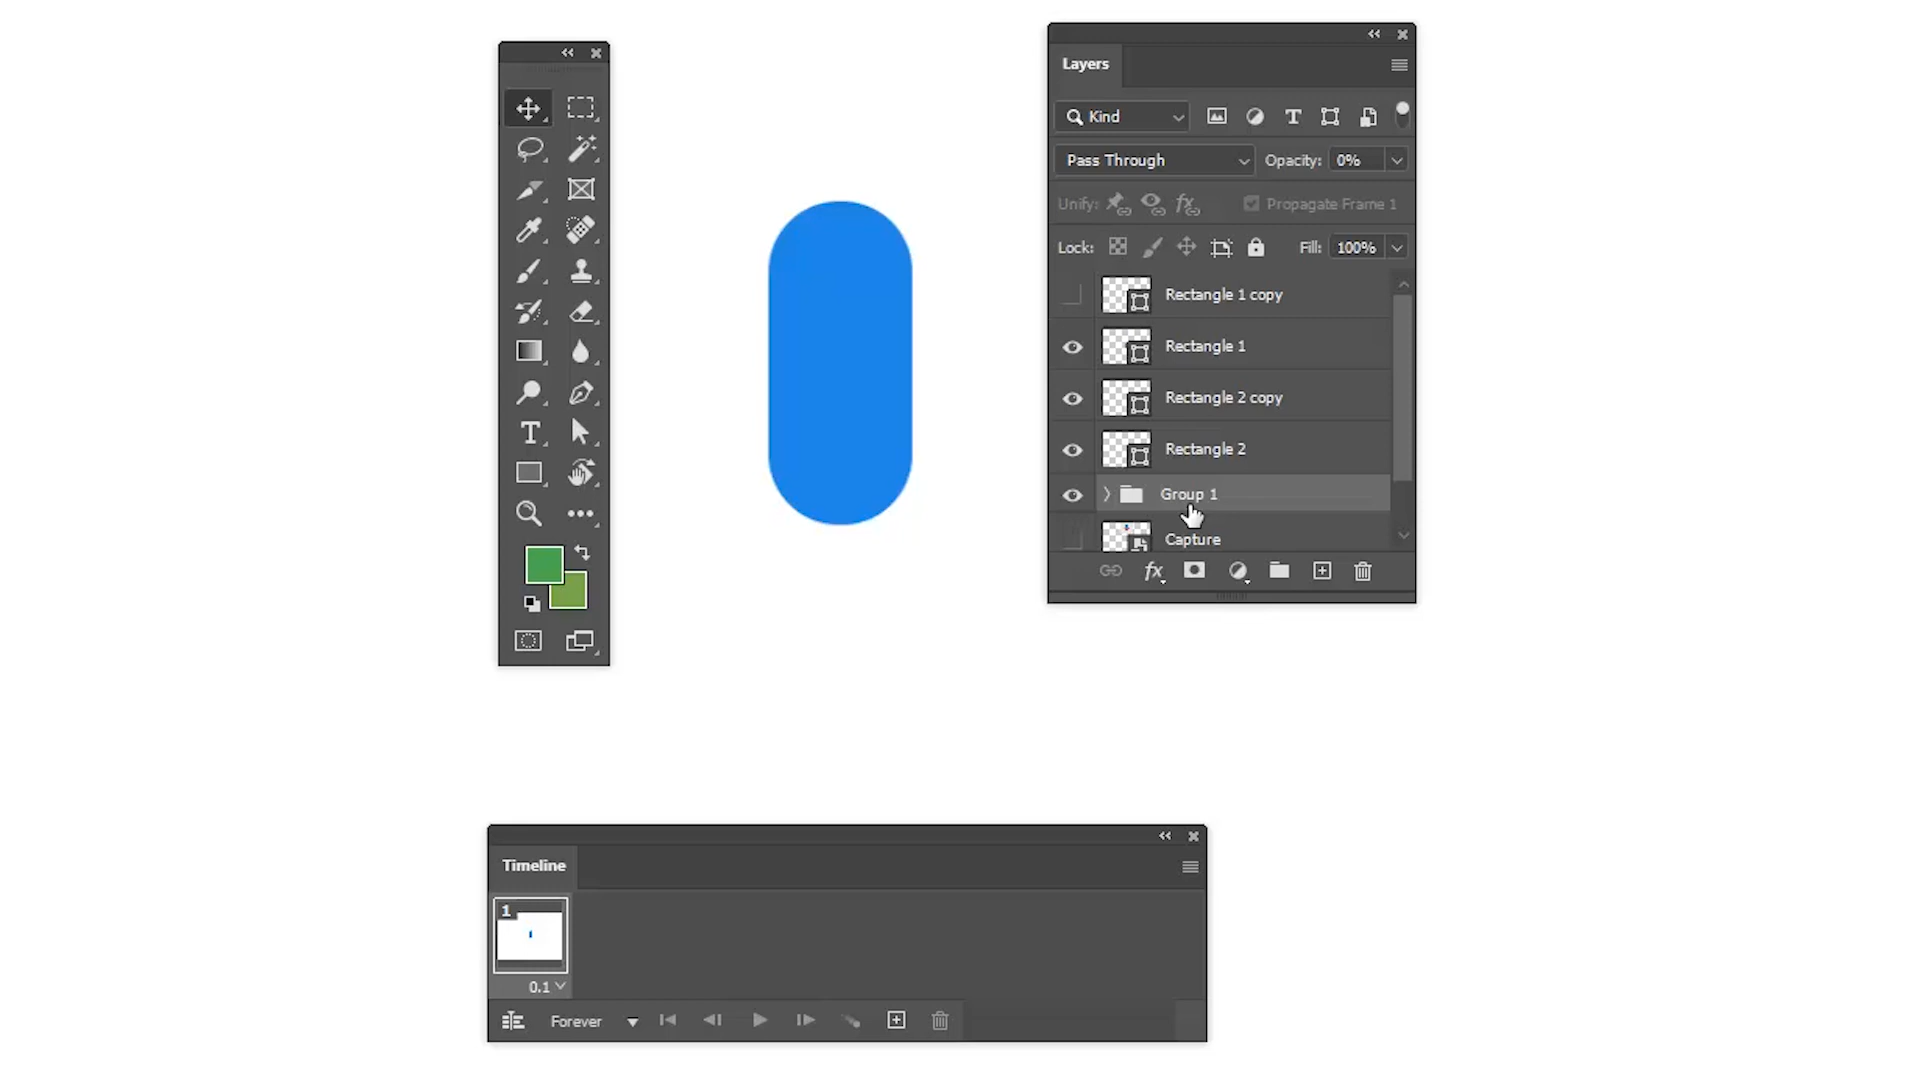 Layers
Kind
Pass Through
Opacity: 0%
Unify:
Propagate Frame 1
Lock:
Fill: 100%
Rectangle 1 copy
Rectangle 1
Rectangle 2 copy
Rectangle 2
Group 1
Capture
Timeline
1
0.1
Forever